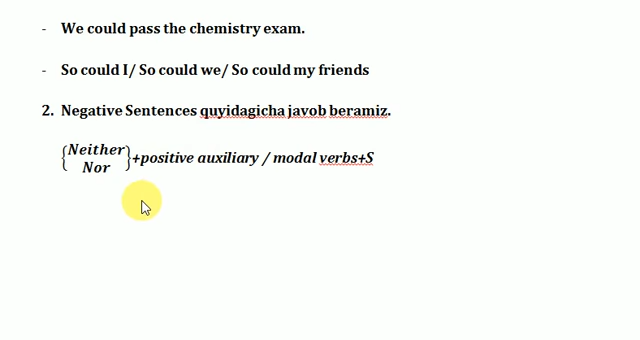 - We could pass the chemistry exam.
- So could I/ So could we/ So could my friends
2. Negative Sentences quyidagicha javob beramiz.
{Neither
Nor}+positive auxiliary / modal verbs+S